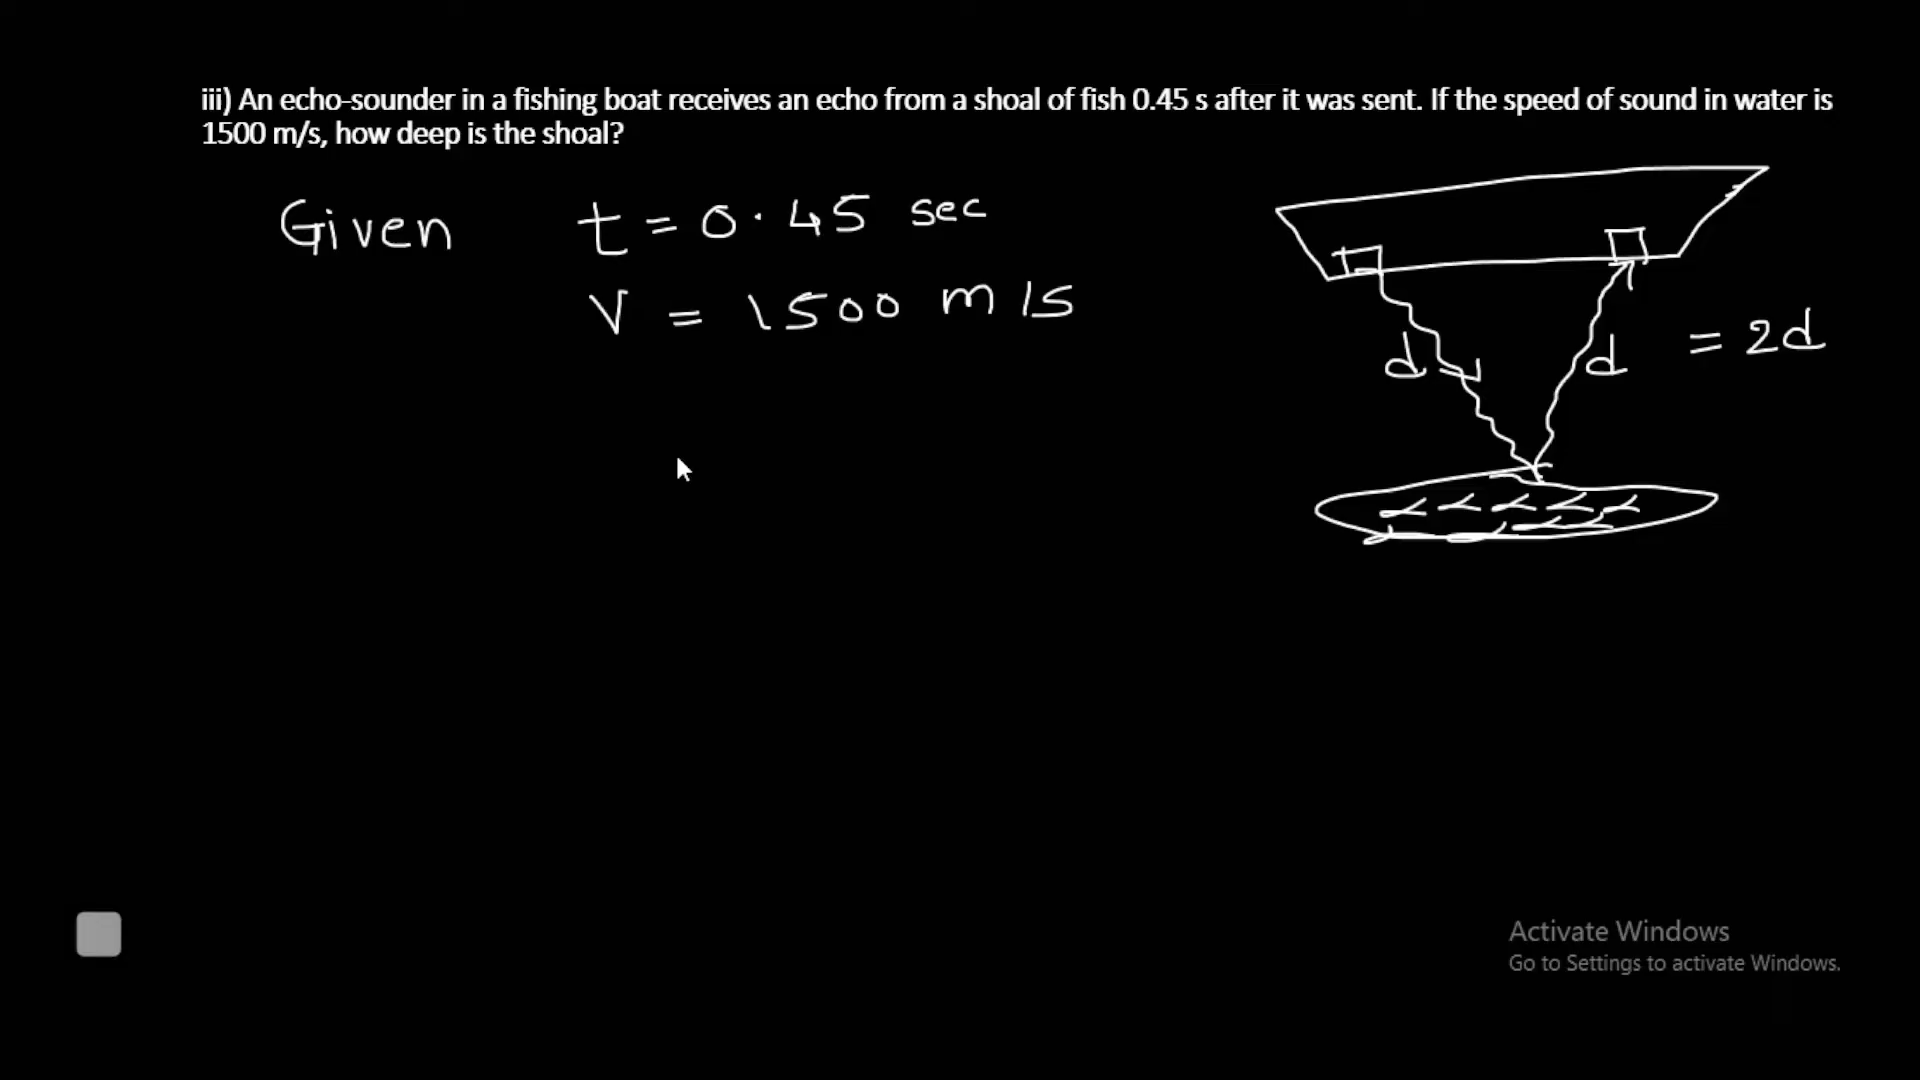 iii) An echo-sounder in a fishing boat receives an echo from a shoal of fish 0.45 s after it was sent. If the speed of sound in water is
1500 m/s, how deep is the shoal?
Given t = 0.45 sec
V = 1500 m/s
d d = 2d
Activate Windows
Go to Settings to activate Windows.